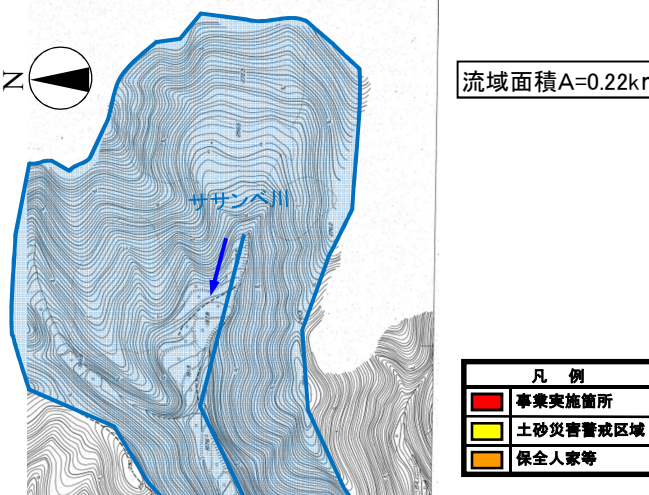 N
流域面積A=0.22k
ササンベ川
凡 例
事業実施箇所
土砂災害警戒区域
保全人家等